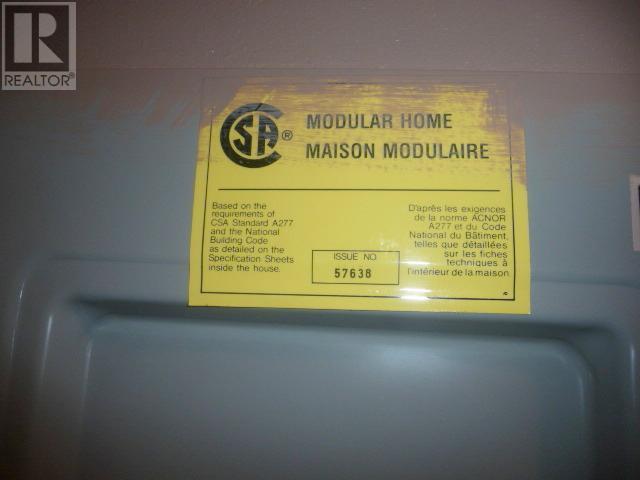 R
REALTOR®
CSA ®
MODULAR HOME
MAISON MODULAIRE
Based on the
requirements of
CSA Standard A277
and the National
Building Code
as detailed on the
Specification Sheets
inside the house.
ISSUE NO.
57638
D'après les exigences
de la norme ACNOR
A277 et du Code
National du Bâtiment,
telles que détaillées
sur les fiches
techniques à
l'intérieur de la maison